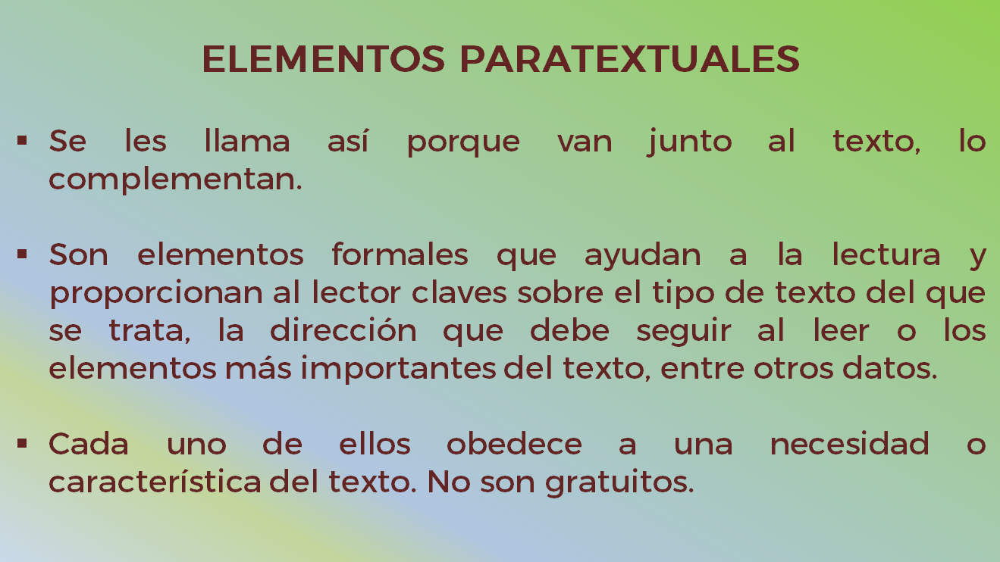 ELEMENTOS PARATEXTUALES
▪ Se les llama así porque van junto al texto, lo
complementan.
▪ Son elementos formales que ayudan a la lectura y
proporcionan al lector claves sobre el tipo de texto del que
se trata, la dirección que debe seguir al leer o los
elementos más importantes del texto, entre otros datos.
▪ Cada uno de ellos obedece a una necesidad o
característica del texto. No son gratuitos.